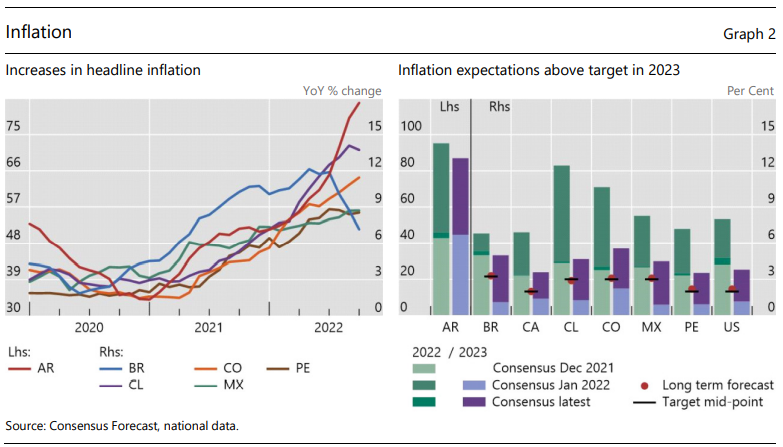 Inflation
Graph 2
Increases in headline inflation
Inflation expectations above target in 2023
YoY % change
Per Cent
75
66
57
48
39
30
15
12
9
6
3
0
2020
2021
2022
Lhs
Rhs
100
80
60
40
20
0
15
12
9
6
3
0
AR BR CA CL CO MX PE US
Lhs: Rhs:
AR BR CO PE
CL MX
2022 / 2023
Consensus Dec 2021
Consensus Jan 2022
Long term forecast
Consensus latest
Target mid-point
Source: Consensus Forecast, national data.